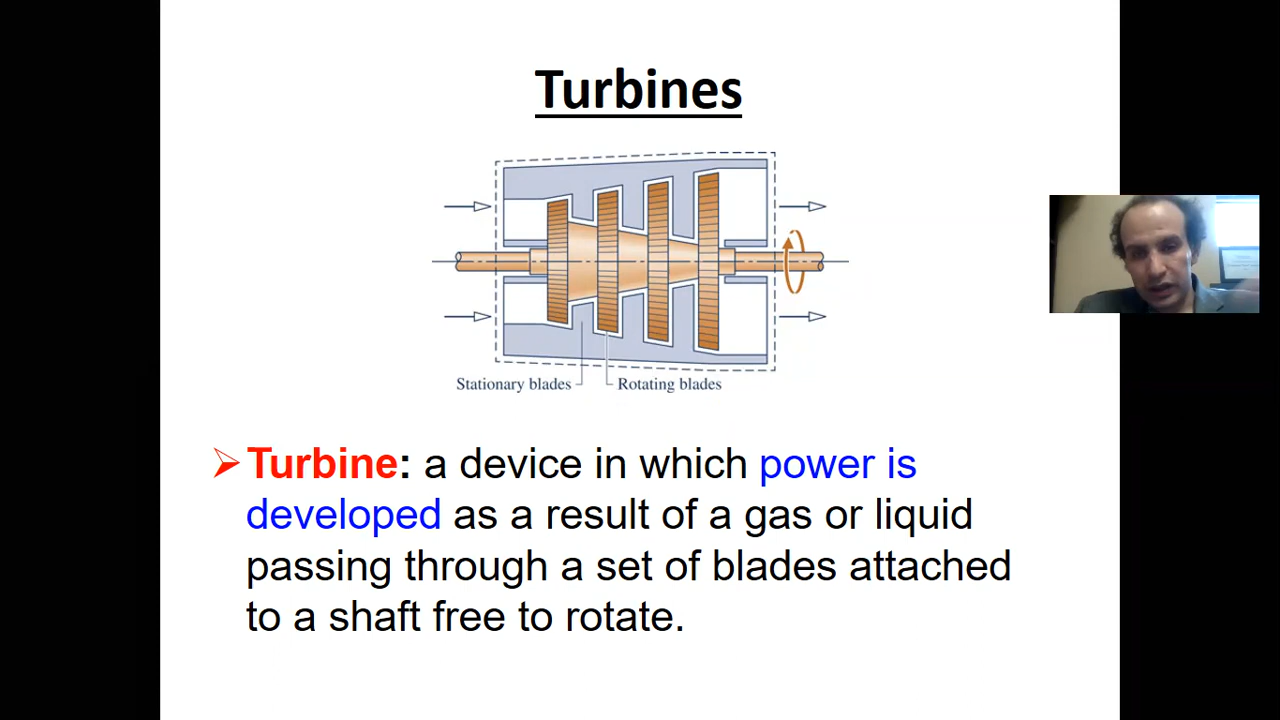 Turbines
Stationary blades
Rotating blades
Turbine: a device in which power is
developed as a result of a gas or liquid
passing through a set of blades attached
to a shaft free to rotate.